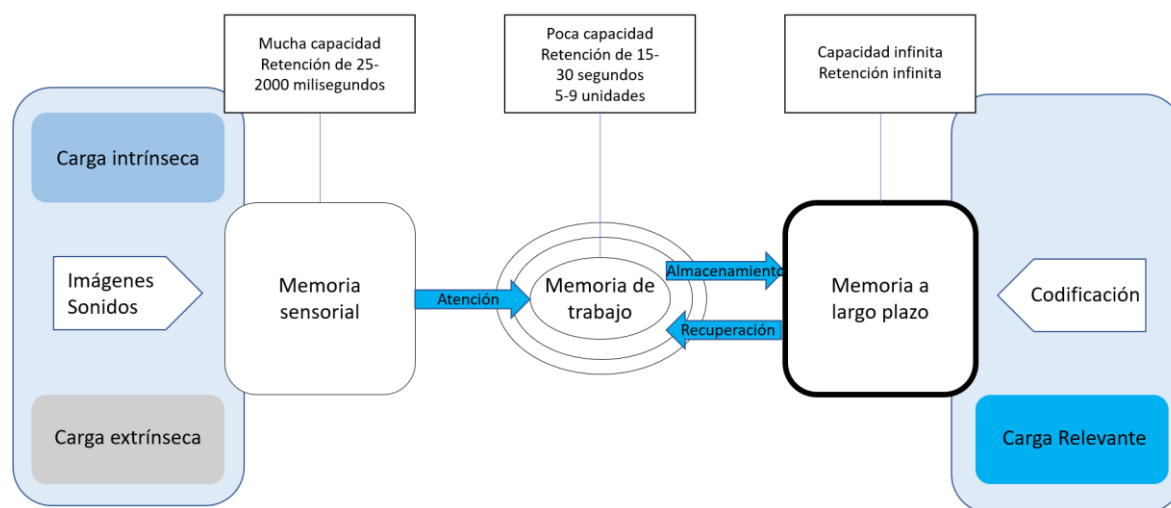 Mucha capacidad
Retención de 25-
2000 milisegundos
Poca capacidad
Retención de 15-
30 segundos
5-9 unidades
Capacidad infinita
Retención infinita
Carga intrínseca
Imágenes
Sonidos
Carga extrínseca
Memoria
sensorial
Atención
Memoria de
trabajo
Almacenamiento
Recuperación
Memoria a
largo plazo
Codificación
Carga Relevante